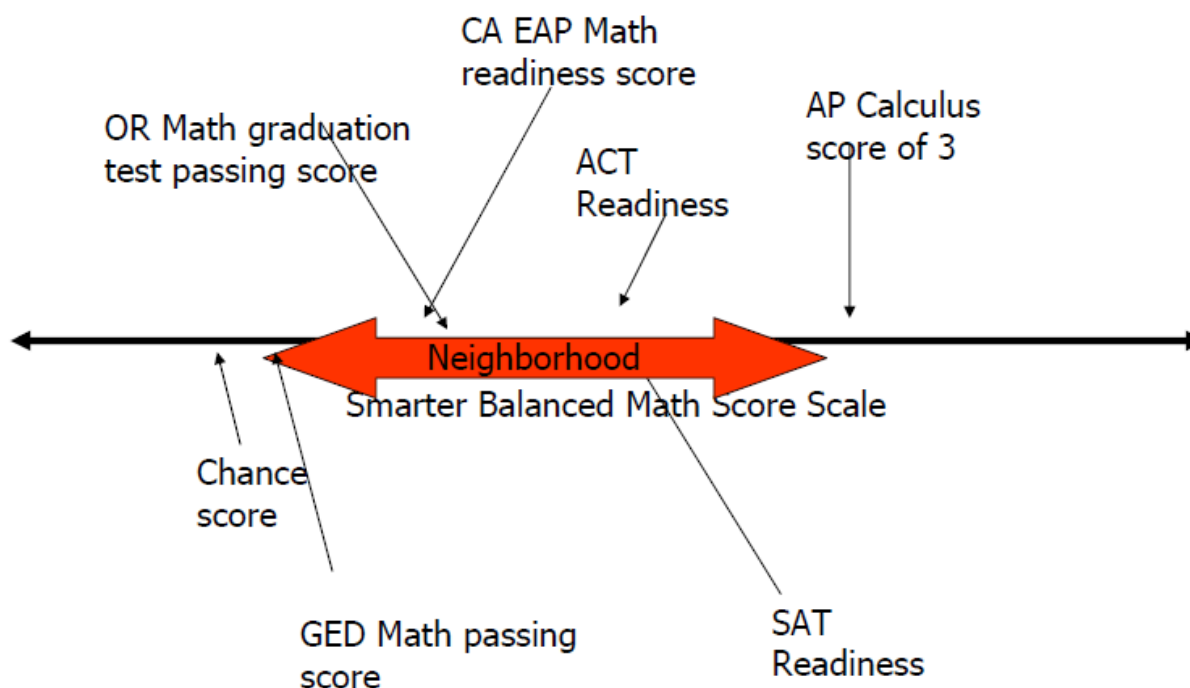 CA EAP Math
readiness score
OR Math graduation
test passing score
ACT
Readiness
AP Calculus
score of 3
Neighborhood
Smarter Balanced Math Score Scale
Chance
score
GED Math passing
score
SAT
Readiness